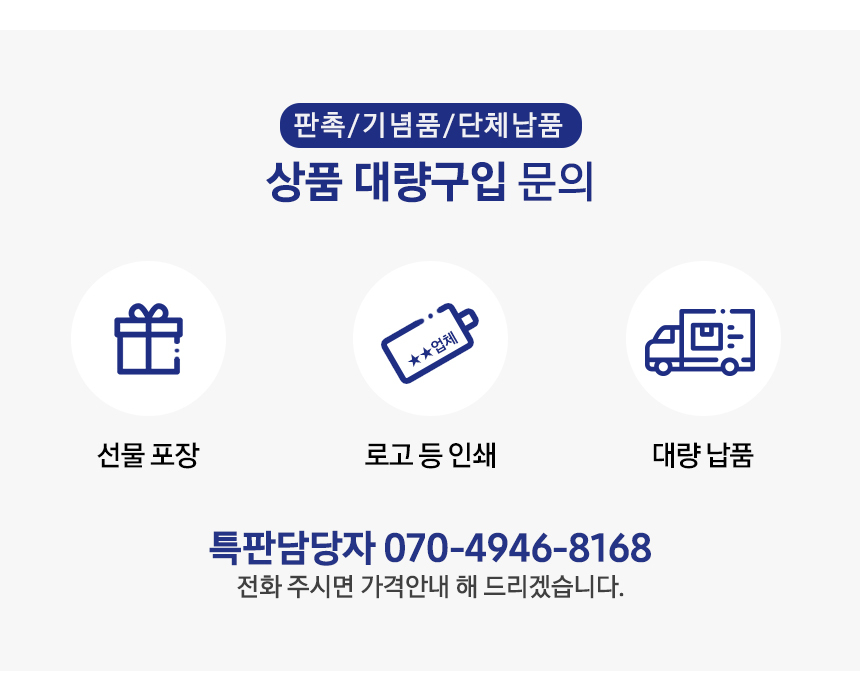 판촉/기념품/단체납품
상품 대량구입 문의
★★업체
선물 포장
로고 등 인쇄
대량 납품
특판담당자 070-4946-8168
전화 주시면 가격안내 해 드리겠습니다.